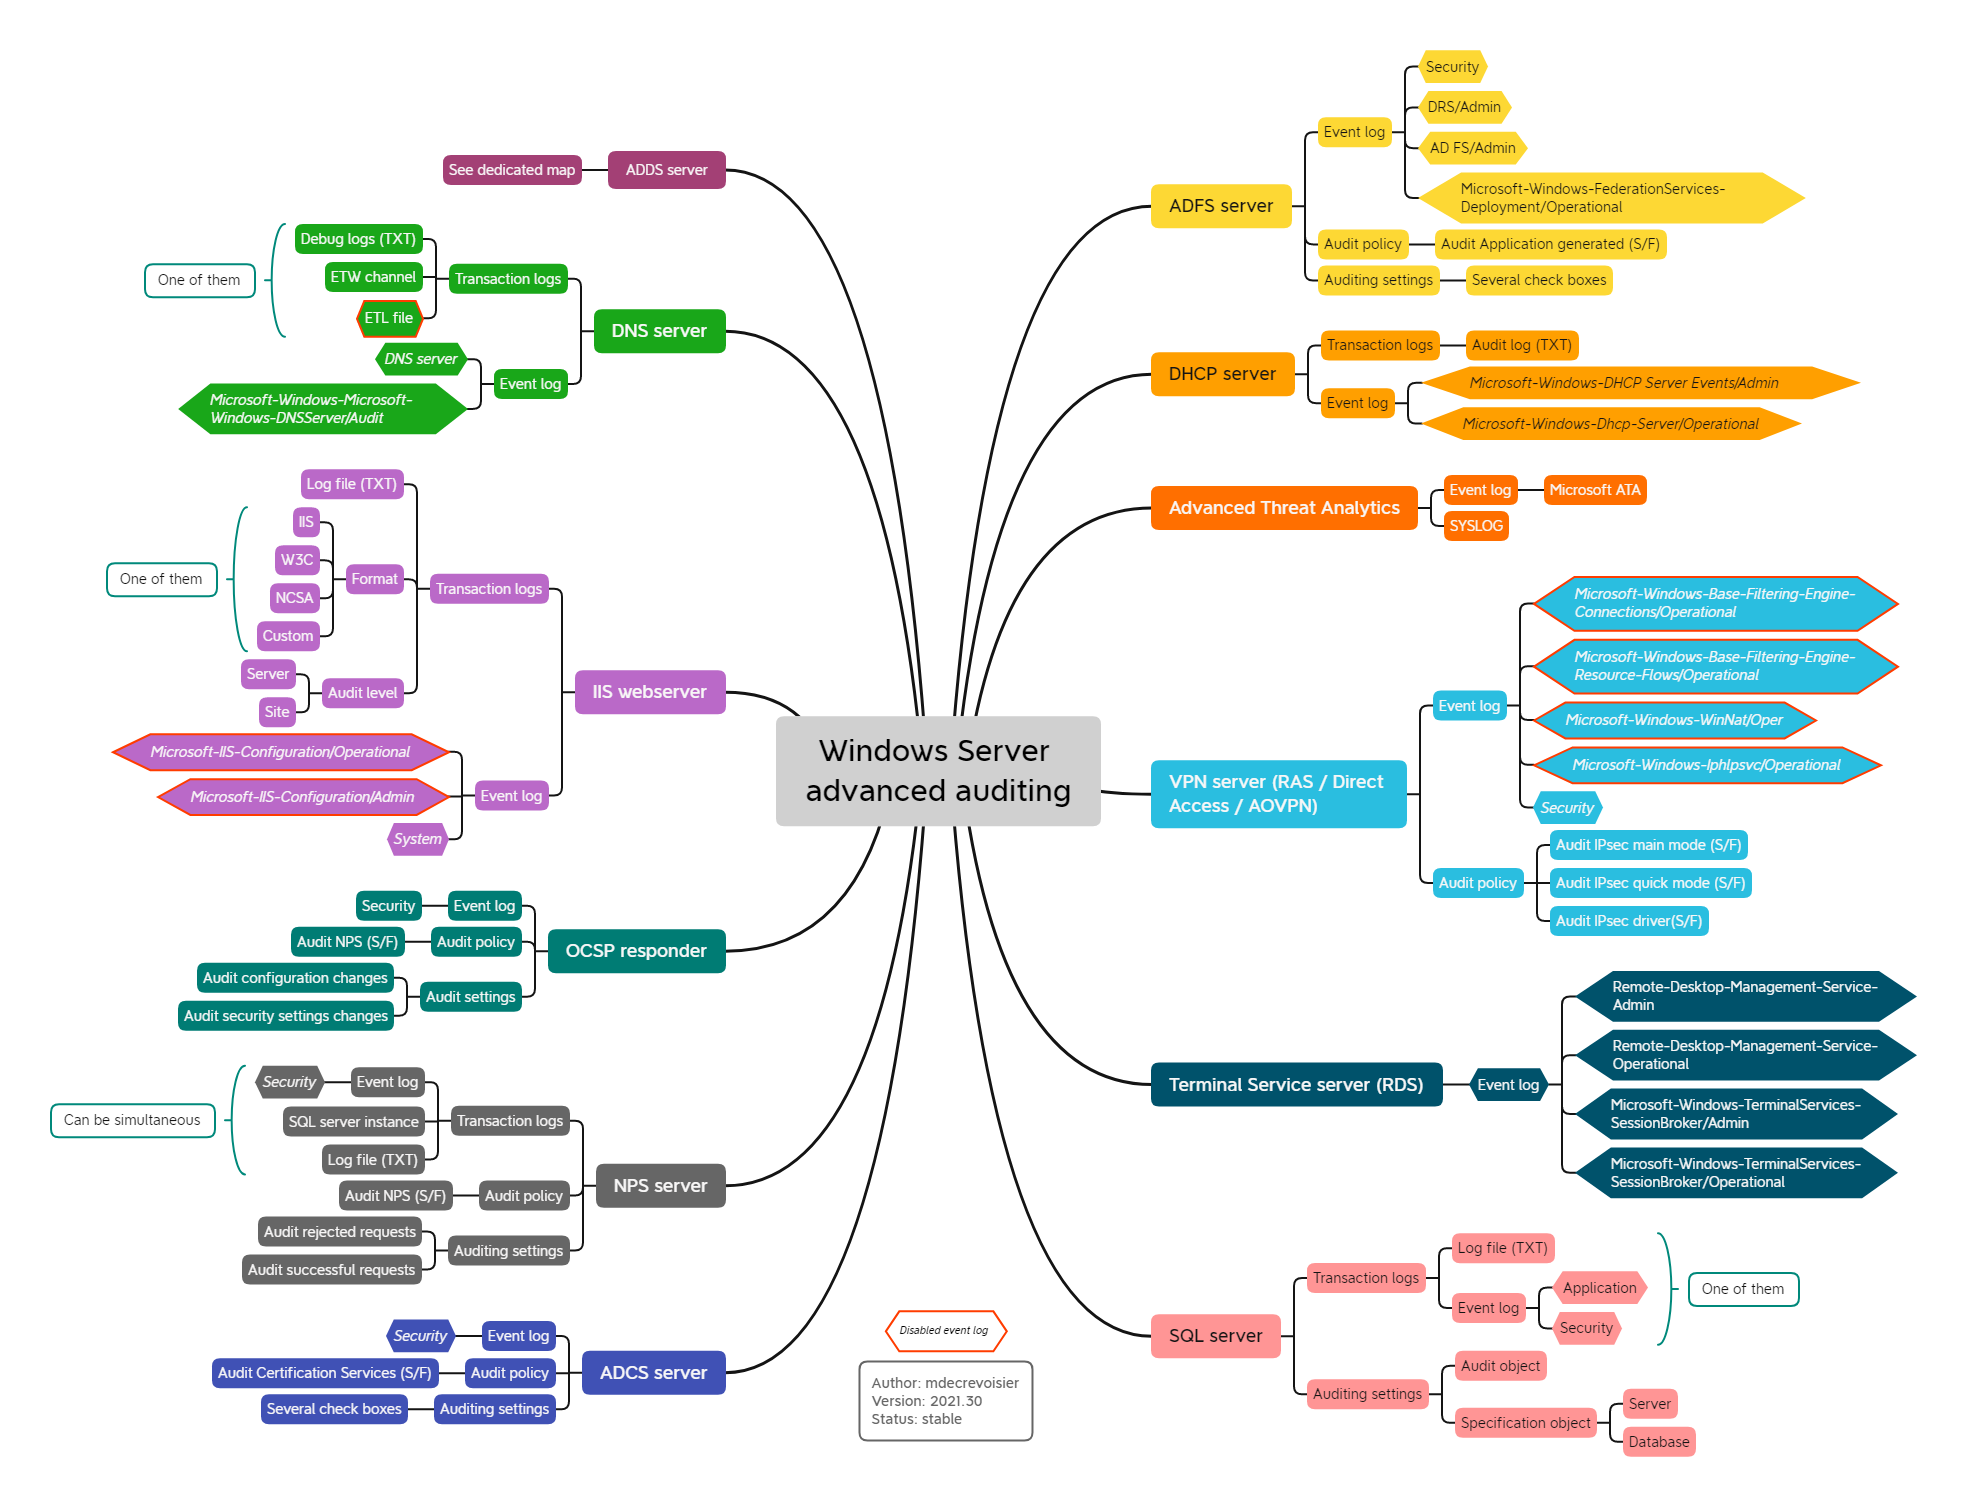 Windows Server
advanced auditing
See dedicated map
ADDS server
One of them
Debug logs (TXT)
ETW channel
ETL file
Transaction logs
DNS server
DNS server
Microsoft-Windows-Microsoft-
Windows-DNSServer/Audit
Event log
One of them
Log file (TXT)
IIS
W3C
NCSA
Custom
Format
Transaction logs
Server
Site
Audit level
IIS webserver
Microsoft-IIS-Configuration/Operational
Microsoft-IIS-Configuration/Admin
System
Event log
Security
Event log
Audit NPS (S/F)
Audit policy
OCSP responder
Audit configuration changes
Audit security settings changes
Audit settings
Can be simultaneous
Security
Event log
SQL server instance
Log file (TXT)
Transaction logs
Audit NPS (S/F)
Audit policy
NPS server
Audit rejected requests
Audit successful requests
Auditing settings
Security
Event log
Audit Certification Services (S/F)
Audit policy
ADCS server
Several check boxes
Auditing settings
ADFS server
Event log
Security
DRS/Admin
AD FS/Admin
Microsoft-Windows-FederationServices-
Deployment/Operational
Audit policy
Audit Application generated (S/F)
Auditing settings
Several check boxes
DHCP server
Transaction logs
Audit log (TXT)
Event log
Microsoft-Windows-DHCP Server Events/Admin
Microsoft-Windows-Dhcp-Server/Operational
Advanced Threat Analytics
Event log
Microsoft ATA
SYSLOG
VPN server (RAS / Direct
Access / AOVPN)
Event log
Microsoft-Windows-Base-Filtering-Engine-
Connections/Operational
Microsoft-Windows-Base-Filtering-Engine-
Resource-Flows/Operational
Microsoft-Windows-WinNat/Oper
Microsoft-Windows-Iphlpsvc/Operational
Security
Audit policy
Audit IPsec main mode (S/F)
Audit IPsec quick mode (S/F)
Audit IPsec driver(S/F)
Terminal Service server (RDS)
Event log
Remote-Desktop-Management-Service-
Admin
Remote-Desktop-Management-Service-
Operational
Microsoft-Windows-TerminalServices-
SessionBroker/Admin
Microsoft-Windows-TerminalServices-
SessionBroker/Operational
SQL server
Transaction logs
Log file (TXT)
Event log
Application
Security
One of them
Auditing settings
Audit object
Specification object
Server
Database
Disabled event log
Author: mdecrevoisier
Version: 2021.30
Status: stable